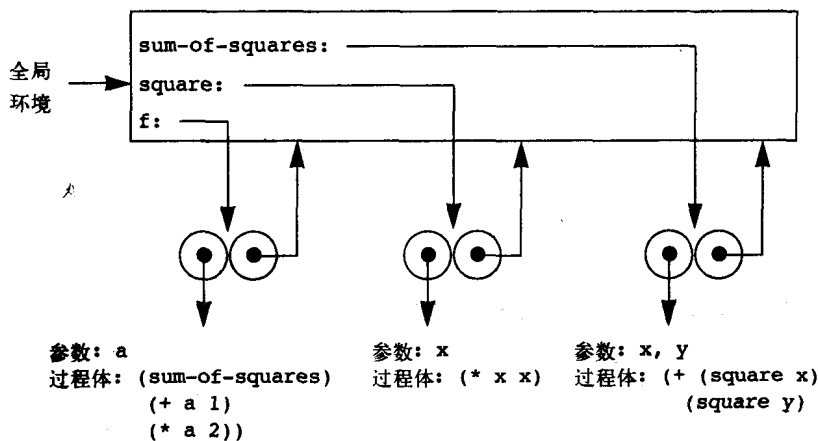 sum-of-squares:
全局
环境
square:
f:
参数: a
过程体: (sum-of-squares)
(+ a 1)
(* a 2))
参数: x
过程体: (* x x)
参数: x, y
过程体: (+ (square x)
(square y)